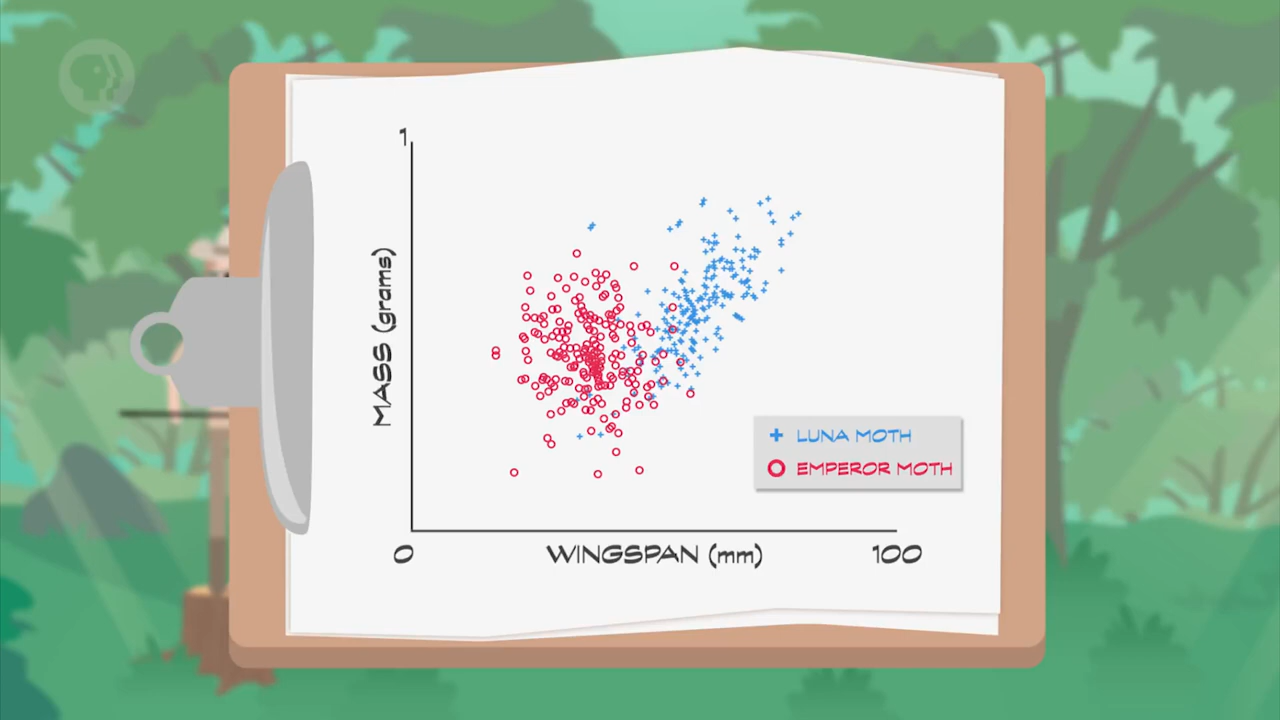 1
MASS (grams)
LUNA MOTH
EMPEROR MOTH
0
WINGSPAN (mm)
100